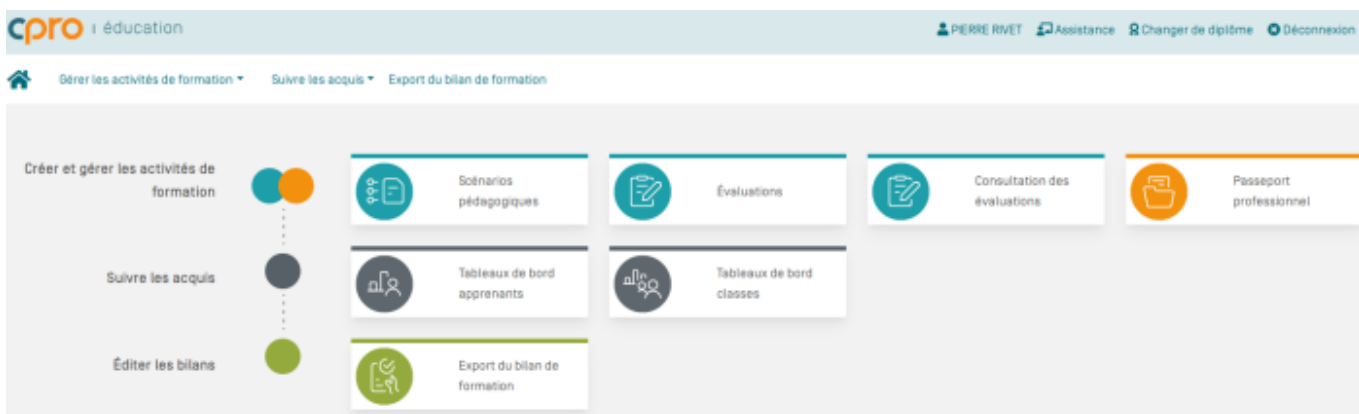 cpro | éducation
PIERRE RIVET Assistance Changer de diplôme Déconnexion
Gérer les activités de formation Suivre les acquis Export du bilan de formation
Créer et gérer les activités de
formation
Scénarios
pédagogiques
Évaluations
Consultation des
évaluations
Passeport
professionnel
Suivre les acquis
Tableaux de bord
apprenants
Tableaux de bord
classes
Éditer les bilans
Export du bilan de
formation